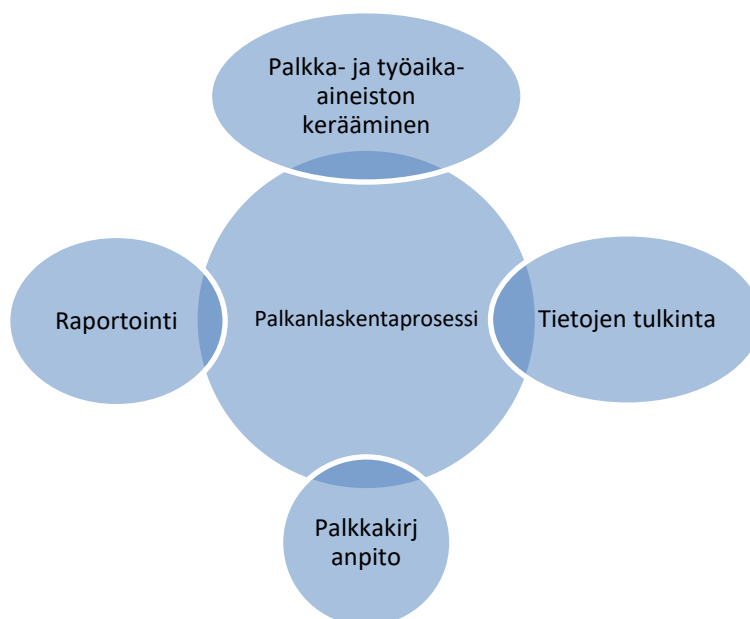 Palkka- ja työaika-
aineiston
kerääminen
Raportointi
Palkanlaskentaprosessi
Tietojen tulkinta
Palkkakirj
anpito